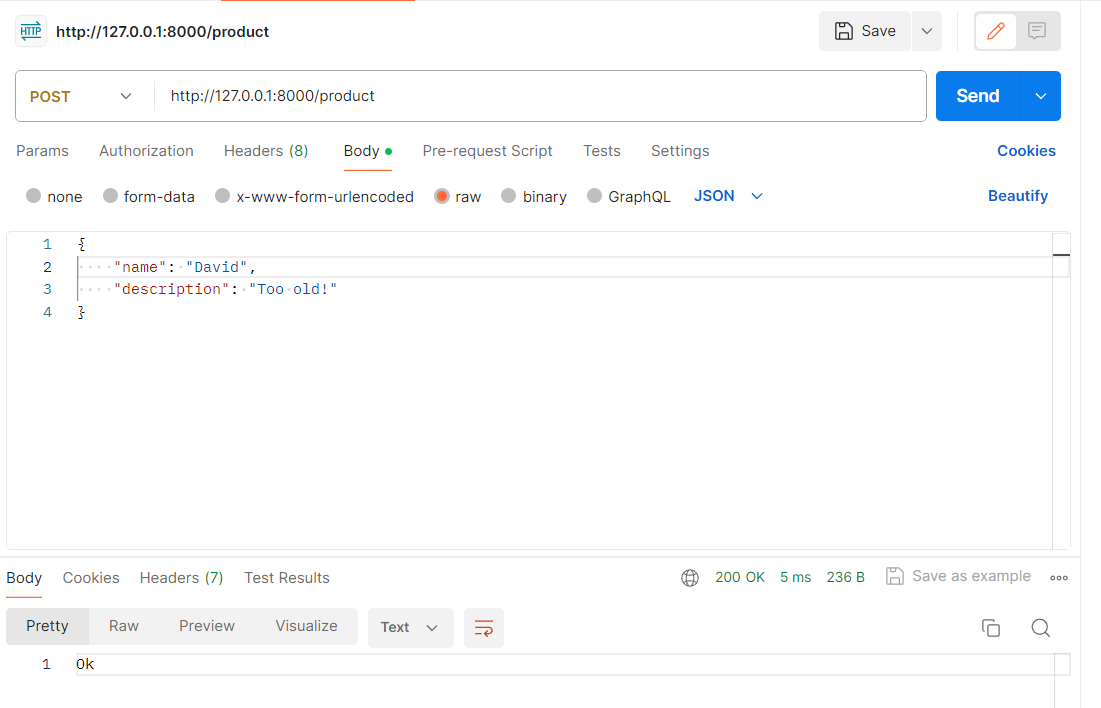 HTTP http://127.0.0.1:8000/product Save
POST http://127.0.0.1:8000/product Send
Params Authorization Headers (8) Body Pre-request Script Tests Settings Cookies
none form-data x-www-form-urlencoded raw binary GraphQL JSON Beautify
1 {
2 "name": "David",
3 "description": "Too old!"
4 }
Body Cookies Headers (7) Test Results 200 OK 5 ms 236 B Save as example
Pretty Raw Preview Visualize Text
1 Ok